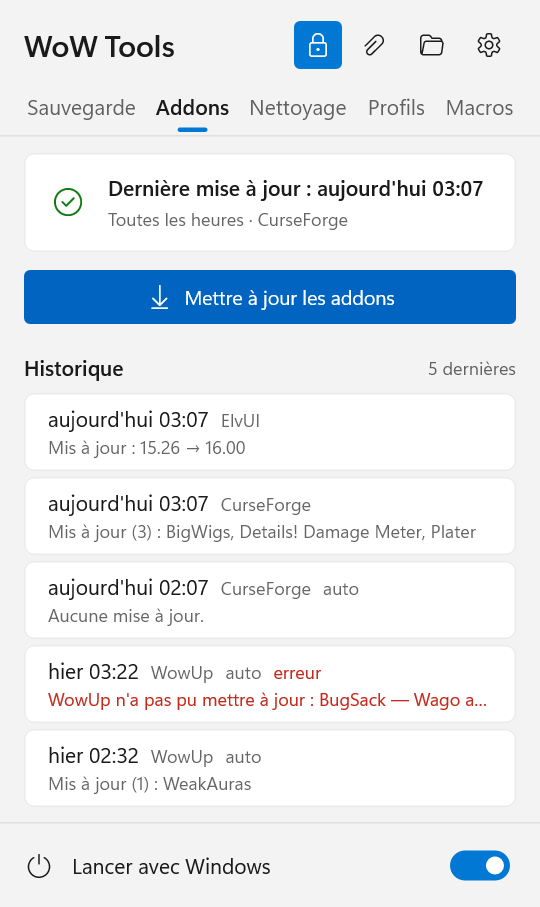 WoW Tools
Sauvegarde Addons Nettoyage Profils Macros
Dernière mise à jour : aujourd'hui 03:07
Toutes les heures · CurseForge
Mettre à jour les addons
Historique 5 dernières
aujourd'hui 03:07 ElvUI
Mis à jour : 15.26 → 16.00
aujourd'hui 03:07 CurseForge
Mis à jour (3) : BigWigs, Details! Damage Meter, Plater
aujourd'hui 02:07 CurseForge auto
Aucune mise à jour.
hier 03:22 WowUp auto erreur
WowUp n'a pas pu mettre à jour : BugSack — Wago a...
hier 02:32 WowUp auto
Mis à jour (1) : WeakAuras
Lancer avec Windows